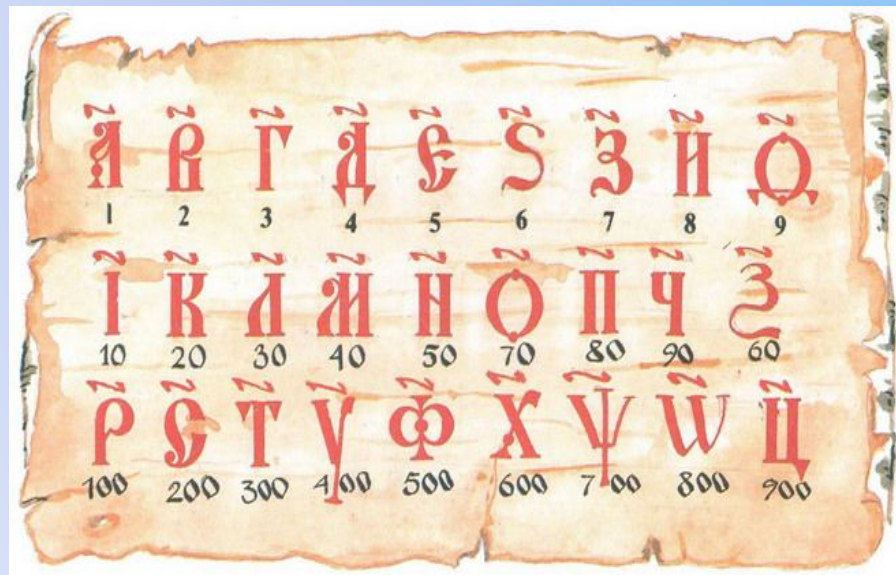 А҃ В҃ Г҃ Д҃ Є҃ Ѕ҃ З҃ И҃ Ѳ҃
1 2 3 4 5 6 7 8 9
І҃ К҃ Л҃ М҃ Н҃ О҃ П҃ Ч҃ Ѯ҃
10 20 30 40 50 70 80 90 60
Р҃ С҃ Т҃ Ѵ҃ Ф҃ Х҃ Ѱ҃ Ѡ҃ Ц҃
100 200 300 400 500 600 700 800 900